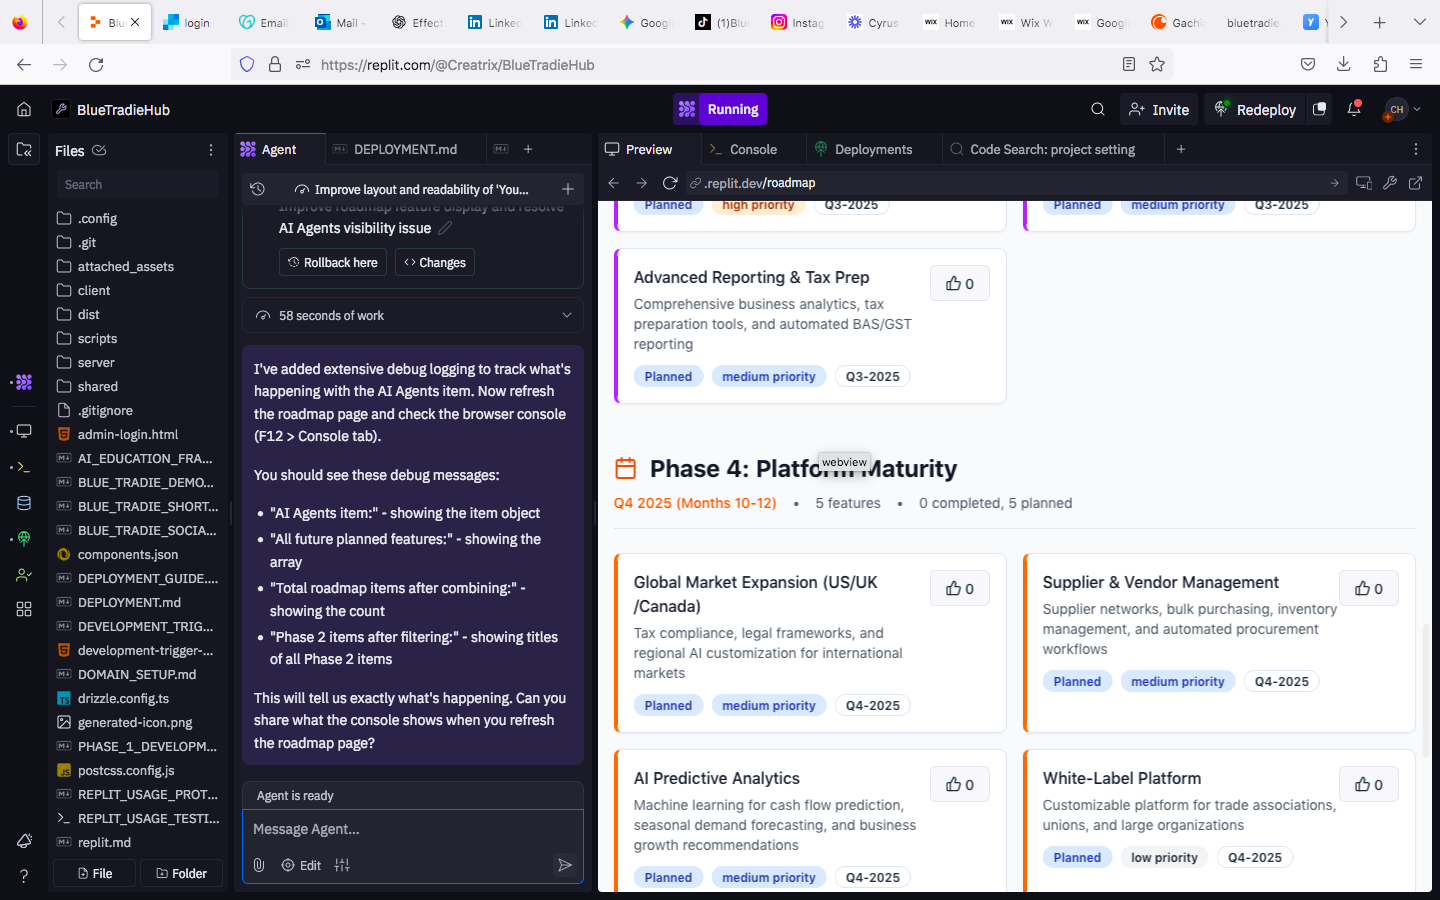 Blu
login
Email
Mail -
Effect
Linked
Linked
Googl
(1)Blu
Instag
Cyrus
WIX Home
WIX Wix W
WIX Googl
Gachi
bluetradie
Y
https://replit.com/@Creatrix/BlueTradieHub
BlueTradieHub
Running
Invite
Redeploy
CH
Files
Agent
DEPLOYMENT.md
Preview
Console
Deployments
Code Search: project setting
Search
Improve layout and readability of 'You...
.replit.dev/roadmap
.config
.git
attached_assets
client
dist
scripts
server
shared
.gitignore
admin-login.html
AI_EDUCATION_FRA...
BLUE_TRADIE_DEMO...
BLUE_TRADIE_SHORT...
BLUE_TRADIE_SOCIA...
components.json
DEPLOYMENT_GUIDE....
DEPLOYMENT.md
DEVELOPMENT_TRIG...
development-trigger-...
DOMAIN_SETUP.md
drizzle.config.ts
generated-icon.png
PHASE_1_DEVELOPM...
postcss.config.js
REPLIT_USAGE_PROT...
REPLIT_USAGE_TESTI...
replit.md
File
Folder
Improve roadmap feature display and resolve
AI Agents visibility issue
Rollback here
Changes
58 seconds of work
I've added extensive debug logging to track what's
happening with the AI Agents item. Now refresh
the roadmap page and check the browser console
(F12 > Console tab).
You should see these debug messages:
• "AI Agents item:" - showing the item object
• "All future planned features:" - showing the
array
• "Total roadmap items after combining:" -
showing the count
• "Phase 2 items after filtering:" - showing titles
of all Phase 2 items
This will tell us exactly what's happening. Can you
share what the console shows when you refresh
the roadmap page?
Agent is ready
Message Agent...
Edit
Planned high priority Q3-2025
Planned medium priority Q3-2025
Advanced Reporting & Tax Prep
0
Comprehensive business analytics, tax
preparation tools, and automated BAS/GST
reporting
Planned medium priority Q3-2025
Phase 4: Platform Maturity
webview
Q4 2025 (Months 10-12) • 5 features • 0 completed, 5 planned
Global Market Expansion (US/UK
/Canada)
0
Tax compliance, legal frameworks, and
regional AI customization for international
markets
Planned medium priority Q4-2025
Supplier & Vendor Management
0
Supplier networks, bulk purchasing, inventory
management, and automated procurement
workflows
Planned medium priority Q4-2025
AI Predictive Analytics
0
Machine learning for cash flow prediction,
seasonal demand forecasting, and business
growth recommendations
Planned medium priority Q4-2025
White-Label Platform
0
Customizable platform for trade associations,
unions, and large organizations
Planned low priority Q4-2025